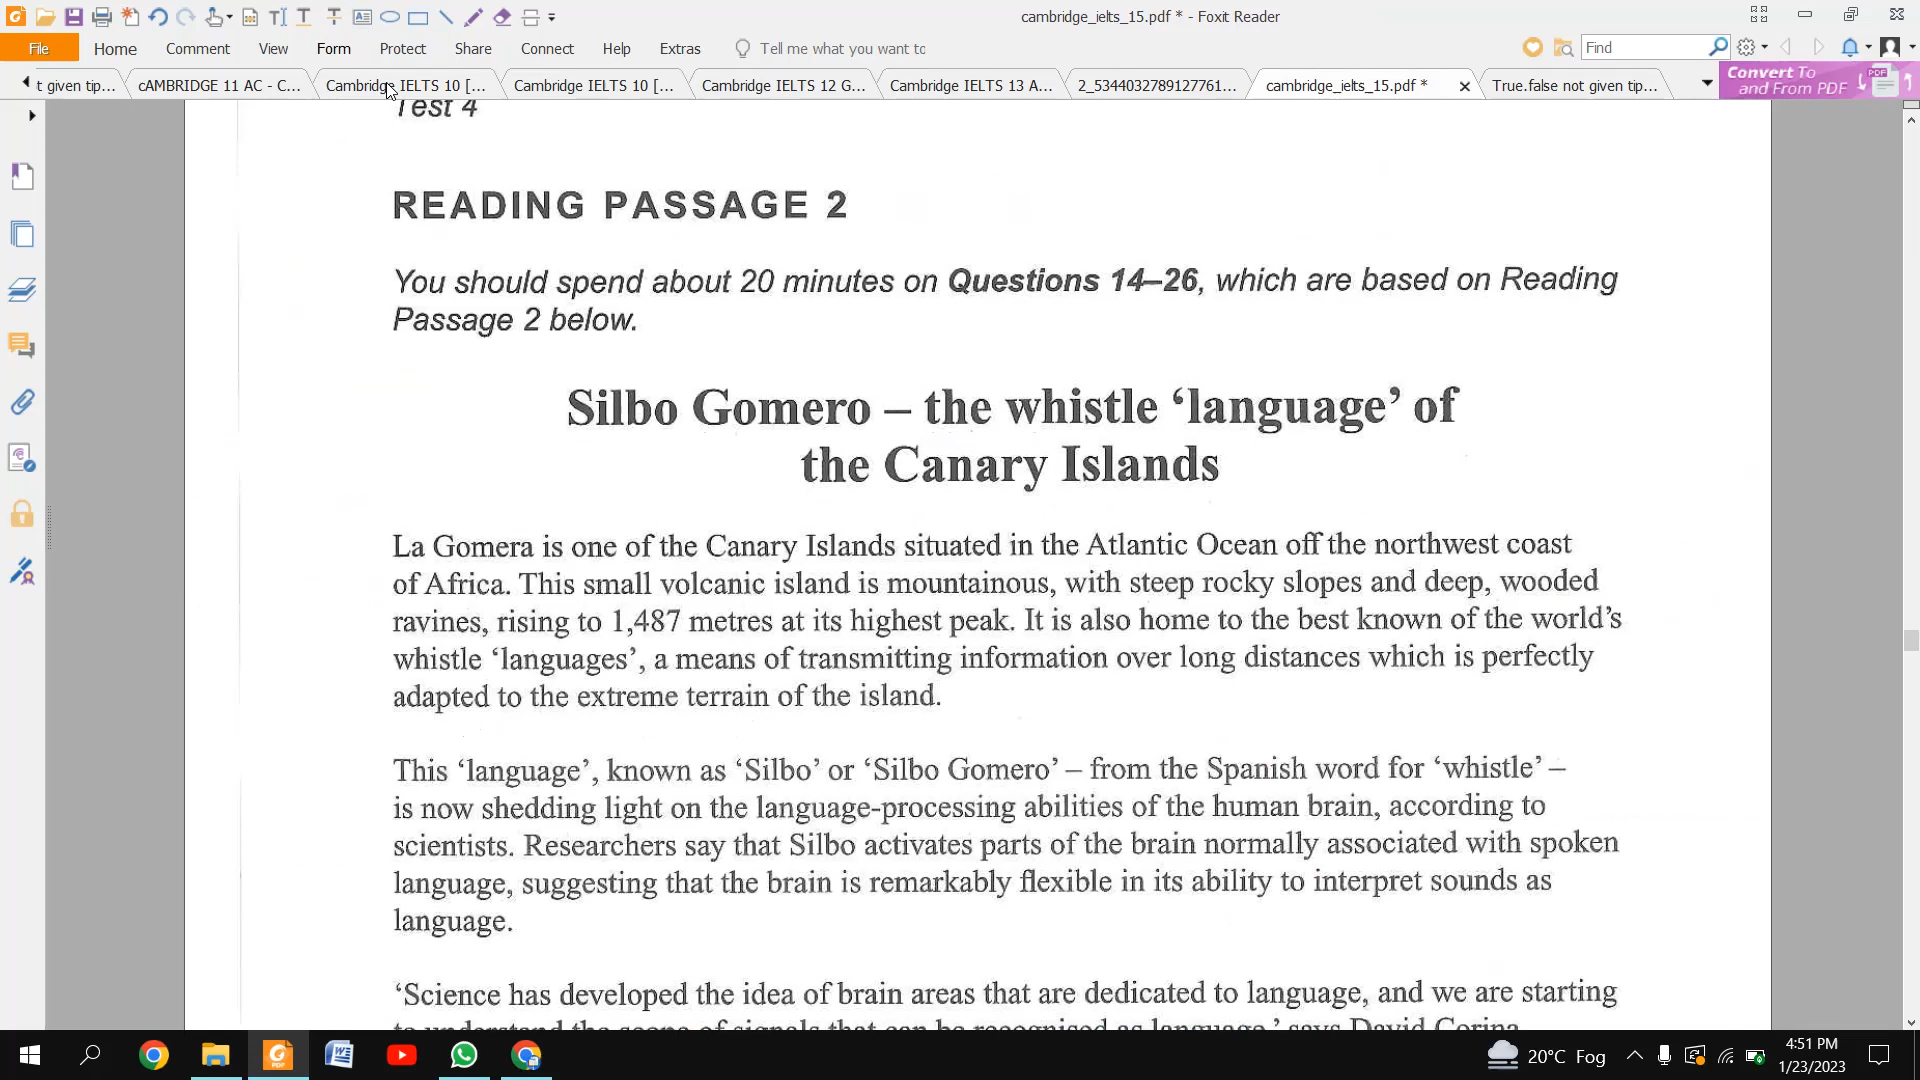 cambridge_ielts_15.pdf * - Foxit Reader
File Home Comment View Form Protect Share Connect Help Extras Tell me what you want to Find
t given tip... cAMBRIDGE 11 AC - C... Cambridge IELTS 10 [... Cambridge IELTS 10 [... Cambridge IELTS 12 G... Cambridge IELTS 13 A... 2_5344032789127761... cambridge_ielts_15.pdf * True.false not given tip...
Convert To
and From PDF
PDF
Test 4
READING PASSAGE 2
You should spend about 20 minutes on Questions 14–26, which are based on Reading
Passage 2 below.
Silbo Gomero – the whistle ‘language’ of
the Canary Islands
La Gomera is one of the Canary Islands situated in the Atlantic Ocean off the northwest coast
of Africa. This small volcanic island is mountainous, with steep rocky slopes and deep, wooded
ravines, rising to 1,487 metres at its highest peak. It is also home to the best known of the world’s
whistle ‘languages’, a means of transmitting information over long distances which is perfectly
adapted to the extreme terrain of the island.
This ‘language’, known as ‘Silbo’ or ‘Silbo Gomero’ – from the Spanish word for ‘whistle’ –
is now shedding light on the language-processing abilities of the human brain, according to
scientists. Researchers say that Silbo activates parts of the brain normally associated with spoken
language, suggesting that the brain is remarkably flexible in its ability to interpret sounds as
language.
‘Science has developed the idea of brain areas that are dedicated to language, and we are starting
to understand the scope of signals that can be recognised as language,’ says David Corina,
20°C Fog
4:51 PM
1/23/2023